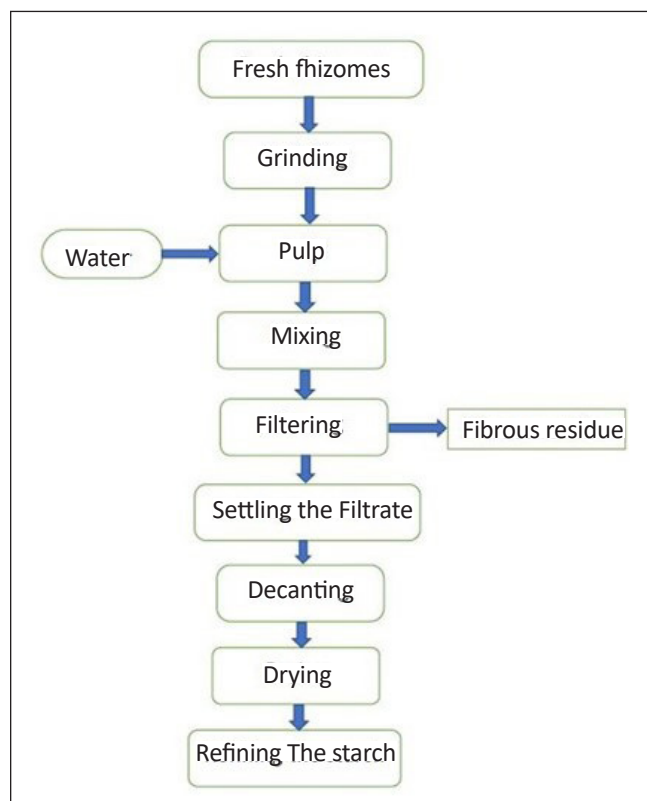 Fresh fhizomes
Grinding
Water
Pulp
Mixing
Filtering
Fibrous residue
Settling the Filtrate
Decanting
Drying
Refining The starch